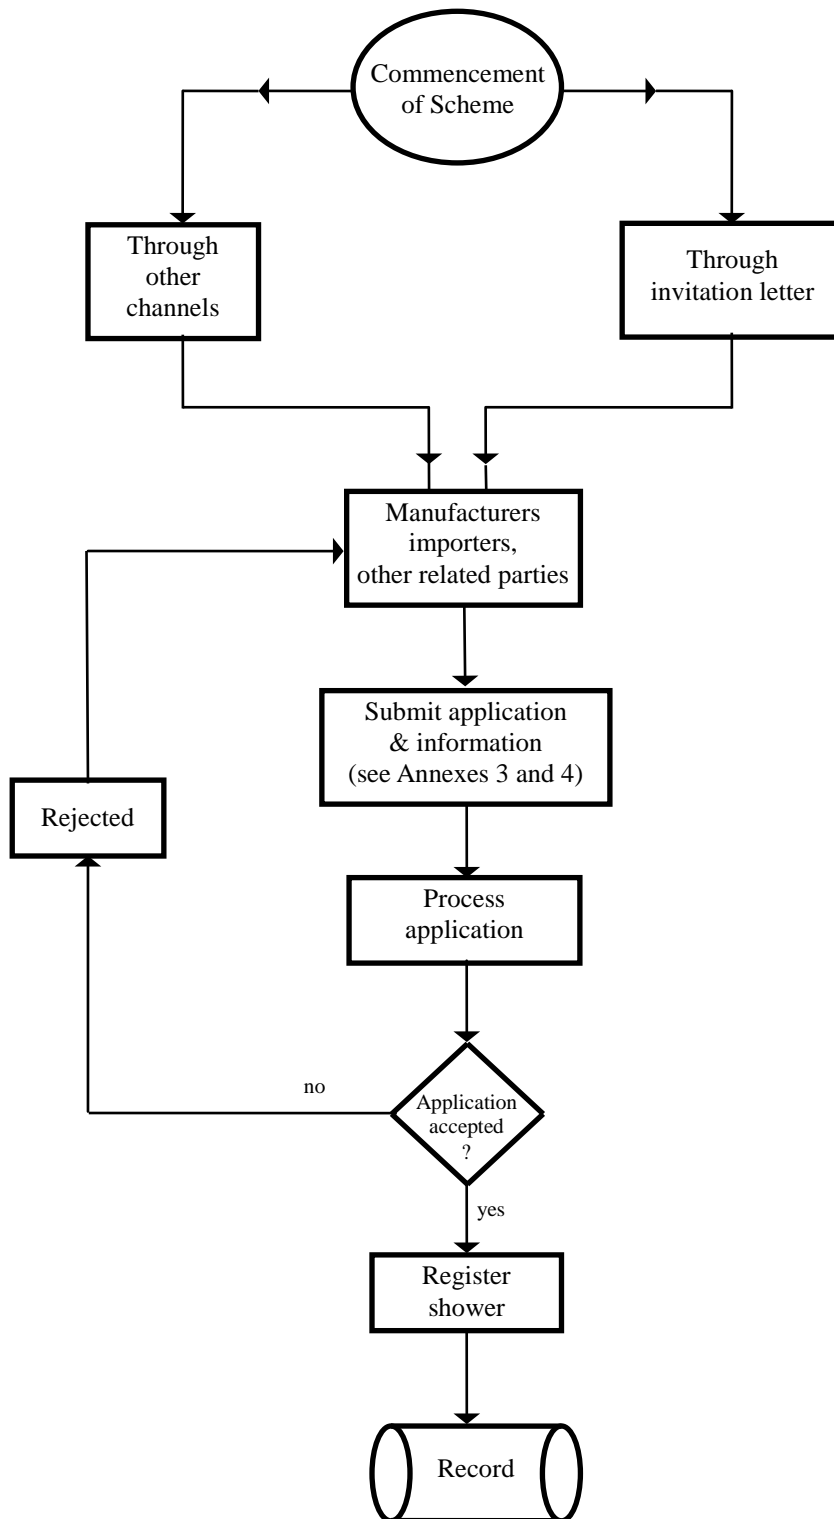 Commencement
of Scheme
Through
other
channels
Through
invitation letter
Manufacturers
importers,
other related parties
Submit application
& information
(see Annexes 3 and 4)
Rejected
Process
application
no
Application
accepted
?
yes
Register
shower
Record